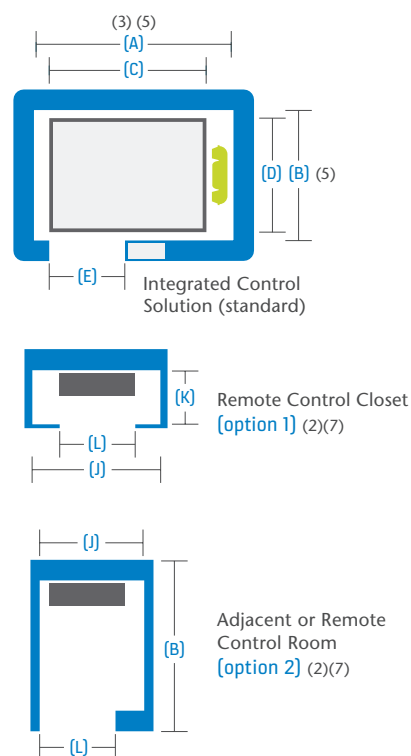 (3) (5)
(A)
(C)
(D) (B) (5)
(E)
Integrated Control
Solution (standard)
(K)
Remote Control Closet
(option 1) (2)(7)
(L)
(J)
(J)
(B)
Adjacent or Remote
Control Room
(option 2) (2)(7)
(L)